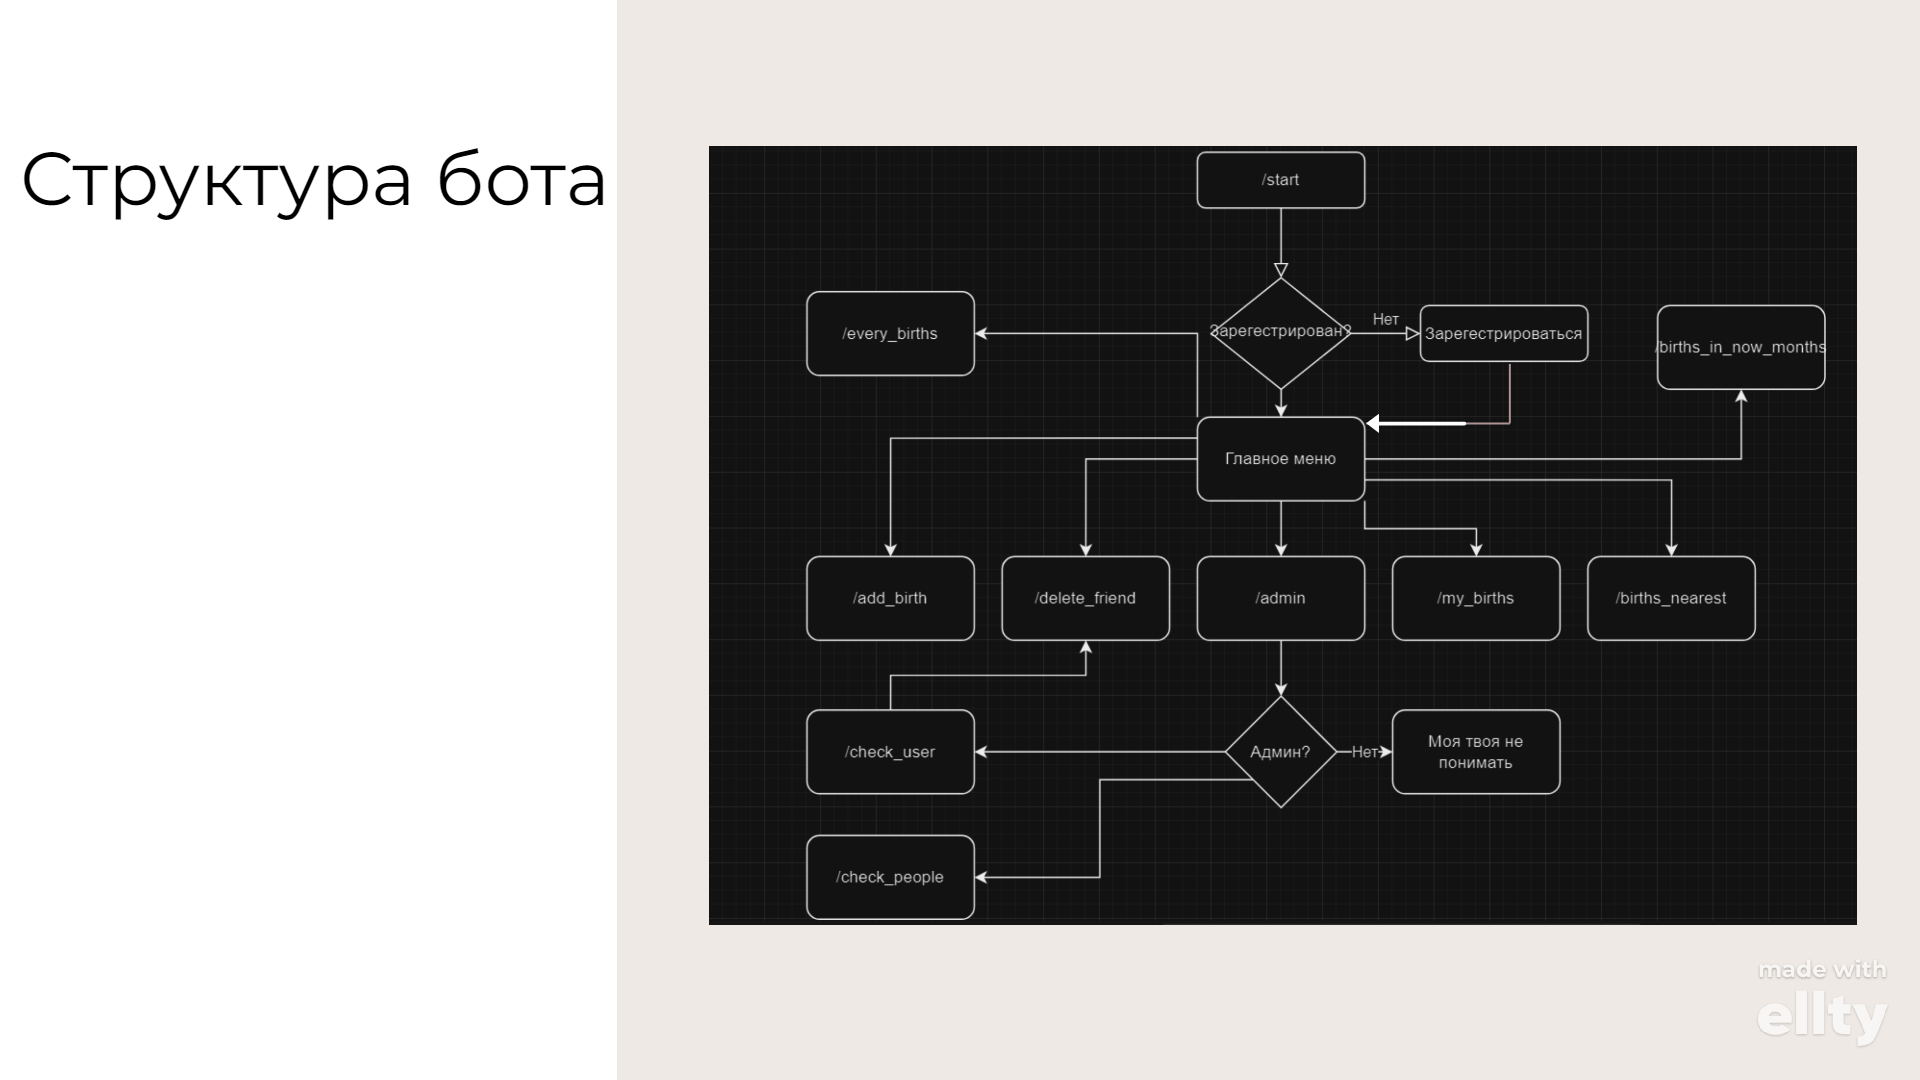 Структура бота
/start
/every_births
Зарегестрирован?
Нет
Зарегестрироваться
/births_in_now_months
Главное меню
/add_birth
/delete_friend
/admin
/my_births
/births_nearest
/check_user
Админ?
Нет
Моя твоя не
понимать
/check_people
made with
ellty